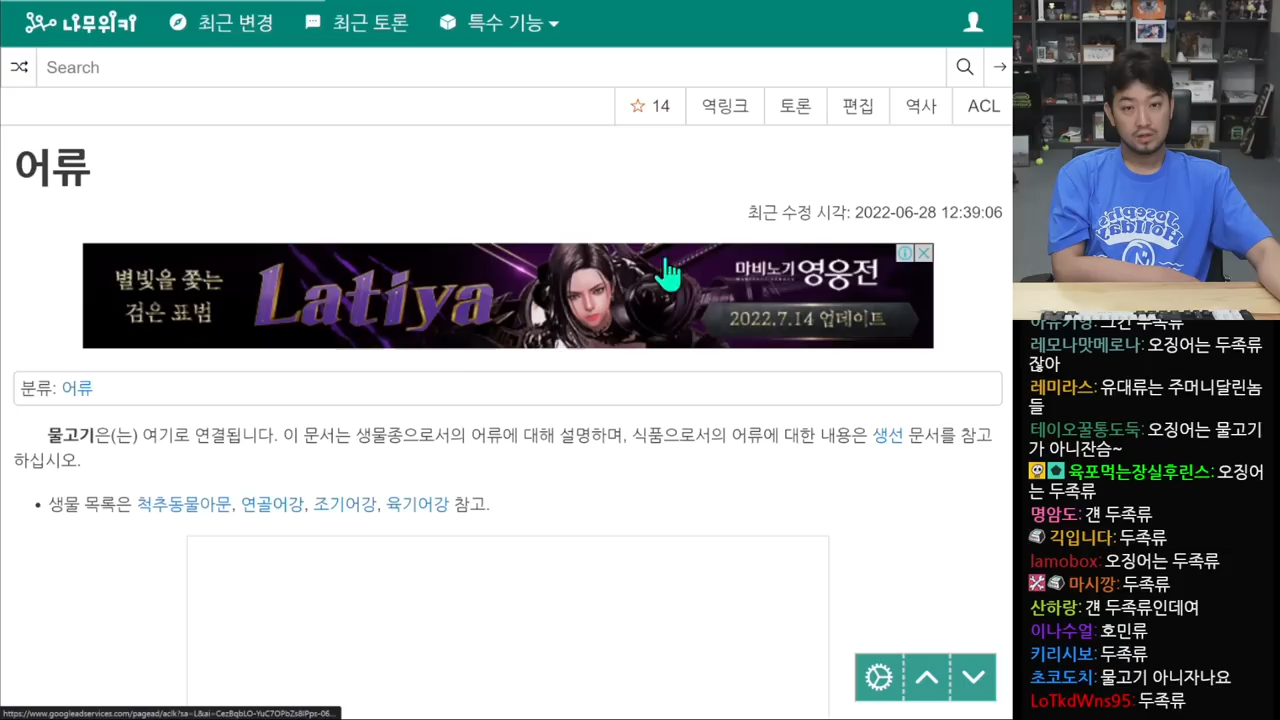 나무위키 최근 변경 최근 토론 특수 기능
Search
14 역링크 토론 편집 역사 ACL
어류
최근 수정 시각: 2022-06-28 12:39:06
별빛을 쫓는
검은 표범
Latiya
마비노기 영웅전
2022.7.14 업데이트
분류: 어류
물고기은(는) 여기로 연결됩니다. 이 문서는 생물종으로서의 어류에 대해 설명하며, 식품으로서의 어류에 대한 내용은 생선 문서를 참고
하십시오.
• 생물 목록은 척추동물아문, 연골어강, 조기어강, 육기어강 참고.
레모나맛메로나: 오징어는 두족류
잖아
레미라스: 유대류는 주머니달린놈
들
테이오꿀통도둑: 오징어는 물고기
가 아니잔슴~
육포먹는장실후린스: 오징어
는 두족류
명암도: 걘 두족류
긱입니다: 두족류
lamobox: 오징어는 두족류
마시깡: 두족류
산하랑: 걘 두족류인데여
이나수얼: 호민류
키리시보: 두족류
초코도치: 물고기 아니자나요
LoTkdWns95: 두족류